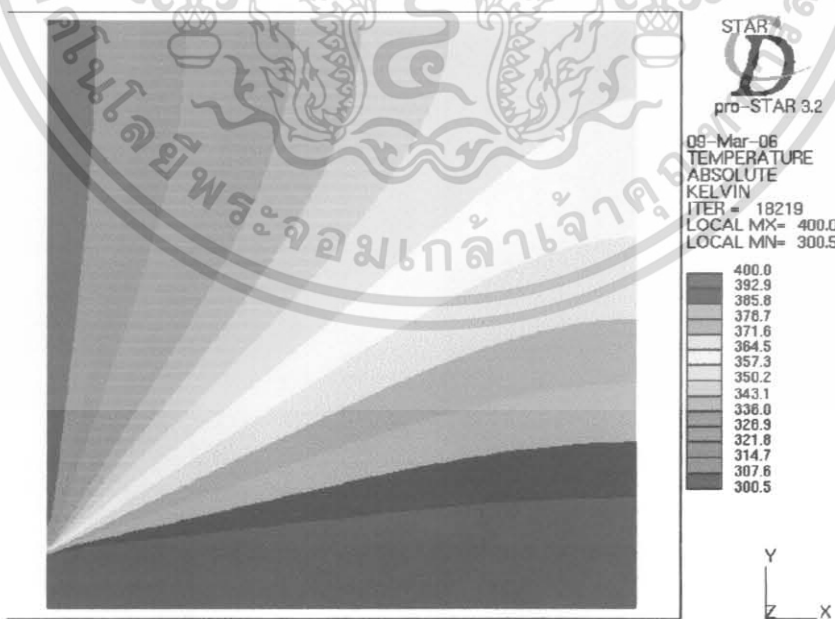 STAR
D
pro-STAR 3.2
09-Mar-06
TEMPERATURE
ABSOLUTE
KELVIN
ITER = 18219
LOCAL MX= 400.0
LOCAL MN= 300.5
400.0
392.9
385.8
378.7
371.6
364.5
357.3
350.2
343.1
336.0
328.9
321.8
314.7
307.6
300.5
Y
Z X
คโนโลยีพระจอมเกล้าเจ้าคุณ